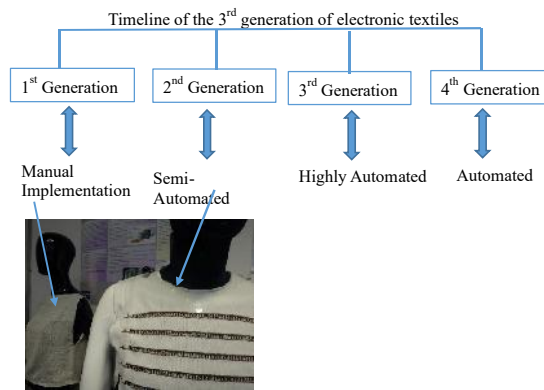 Timeline of the 3rd generation of electronic textiles
1st Generation
2nd Generation
3rd Generation
4th Generation
Manual
Implementation
Semi-
Automated
Highly Automated
Automated